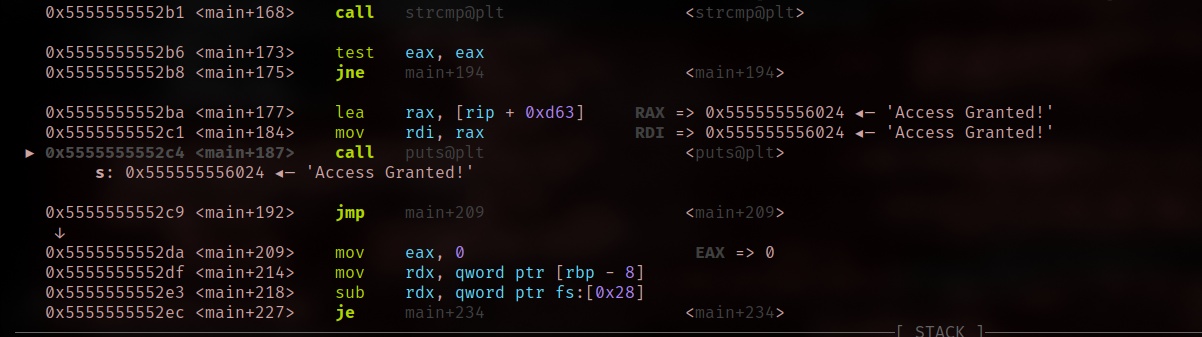 0x5555555552b1 <main+168> call strcmp@plt <strcmp@plt>
0x5555555552b6 <main+173> test eax, eax
0x5555555552b8 <main+175> jne main+194 <main+194>
0x5555555552ba <main+177> lea rax, [rip + 0xd63] RAX => 0x555555556024 ◂— 'Access Granted!'
0x5555555552c1 <main+184> mov rdi, rax RDI => 0x555555556024 ◂— 'Access Granted!'
► 0x5555555552c4 <main+187> call puts@plt <puts@plt>
s: 0x555555556024 ◂— 'Access Granted!'
0x5555555552c9 <main+192> jmp main+209 <main+209>
↓
0x5555555552da <main+209> mov eax, 0 EAX => 0
0x5555555552df <main+214> mov rdx, qword ptr [rbp - 8]
0x5555555552e3 <main+218> sub rdx, qword ptr fs:[0x28]
0x5555555552ec <main+227> je main+234 <main+234>
[ STACK ]